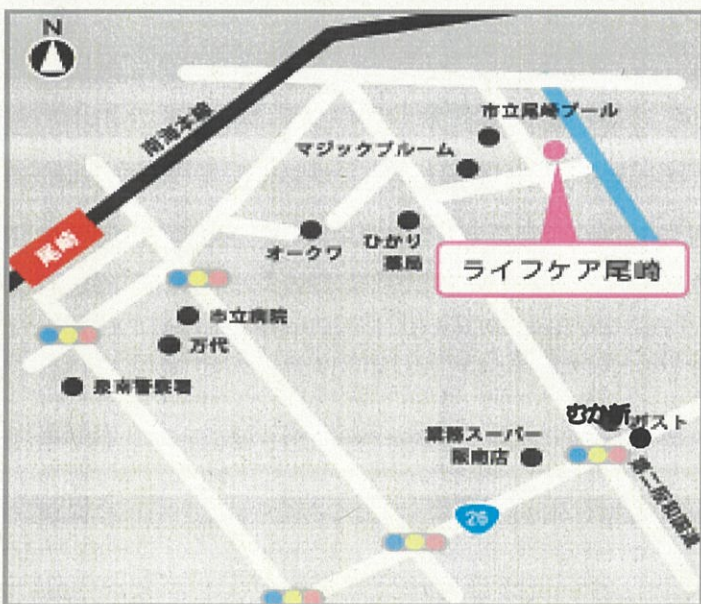 N
南海本線
尾崎
市立尾崎プール
マジックブルーム
オークワ
ひかり
薬局
ライフケア尾崎
市立病院
万代
泉南警察署
むか新
ガスト
業務スーパー
阪南店
第二阪和国道
26